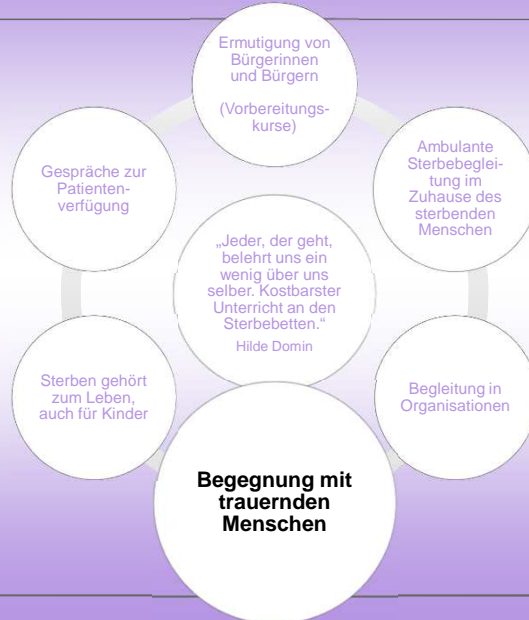 Ermutigung von
Bürgerinnen
und Bürgern
(Vorbereitungs-
kurse)
Ambulante
Sterbebeglei-
tung im
Zuhause des
sterbenden
Menschen
Gespräche zur
Patienten-
verfügung
„Jeder, der geht,
belehrt uns ein
wenig über uns
selber. Kostbarster
Unterricht an den
Sterbebetten.“
Hilde Domin
Sterben gehört
zum Leben,
auch für Kinder
Begleitung in
Organisationen
Begegnung mit
trauernden
Menschen